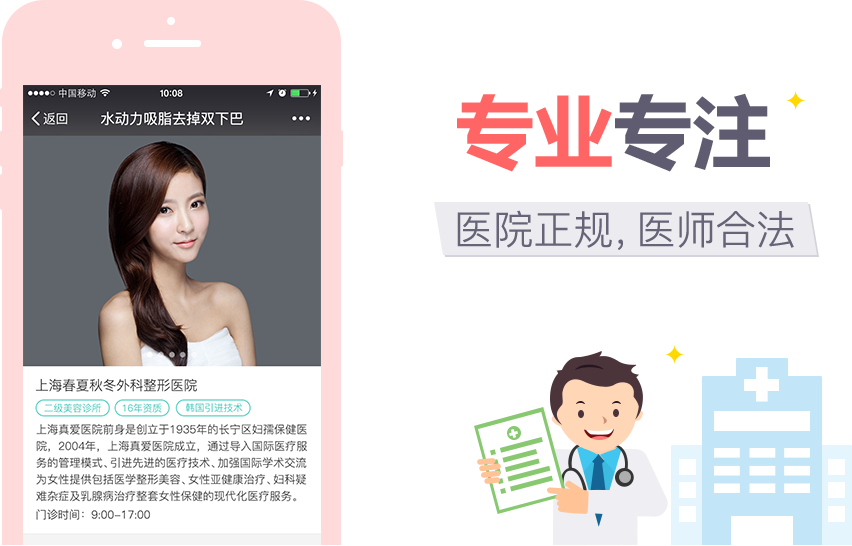 中国移动
10:08
返回
水动力吸脂去掉双下巴
上海春夏秋冬外科整形医院
二级美容诊所
16年资质
韩国引进技术
上海真爱医院前身是创立于1935年的长宁区妇孺保健医
院，2004年，上海真爱医院成立，通过导入国际医疗服
务的管理模式、引进先进的医疗技术、加强国际学术交流
为女性提供包括医学整形美容、女性亚健康治疗、妇科疑
难杂症及乳腺病治疗整套女性保健的现代化医疗服务。
门诊时间：9:00-17:00
专业专注
医院正规，医师合法